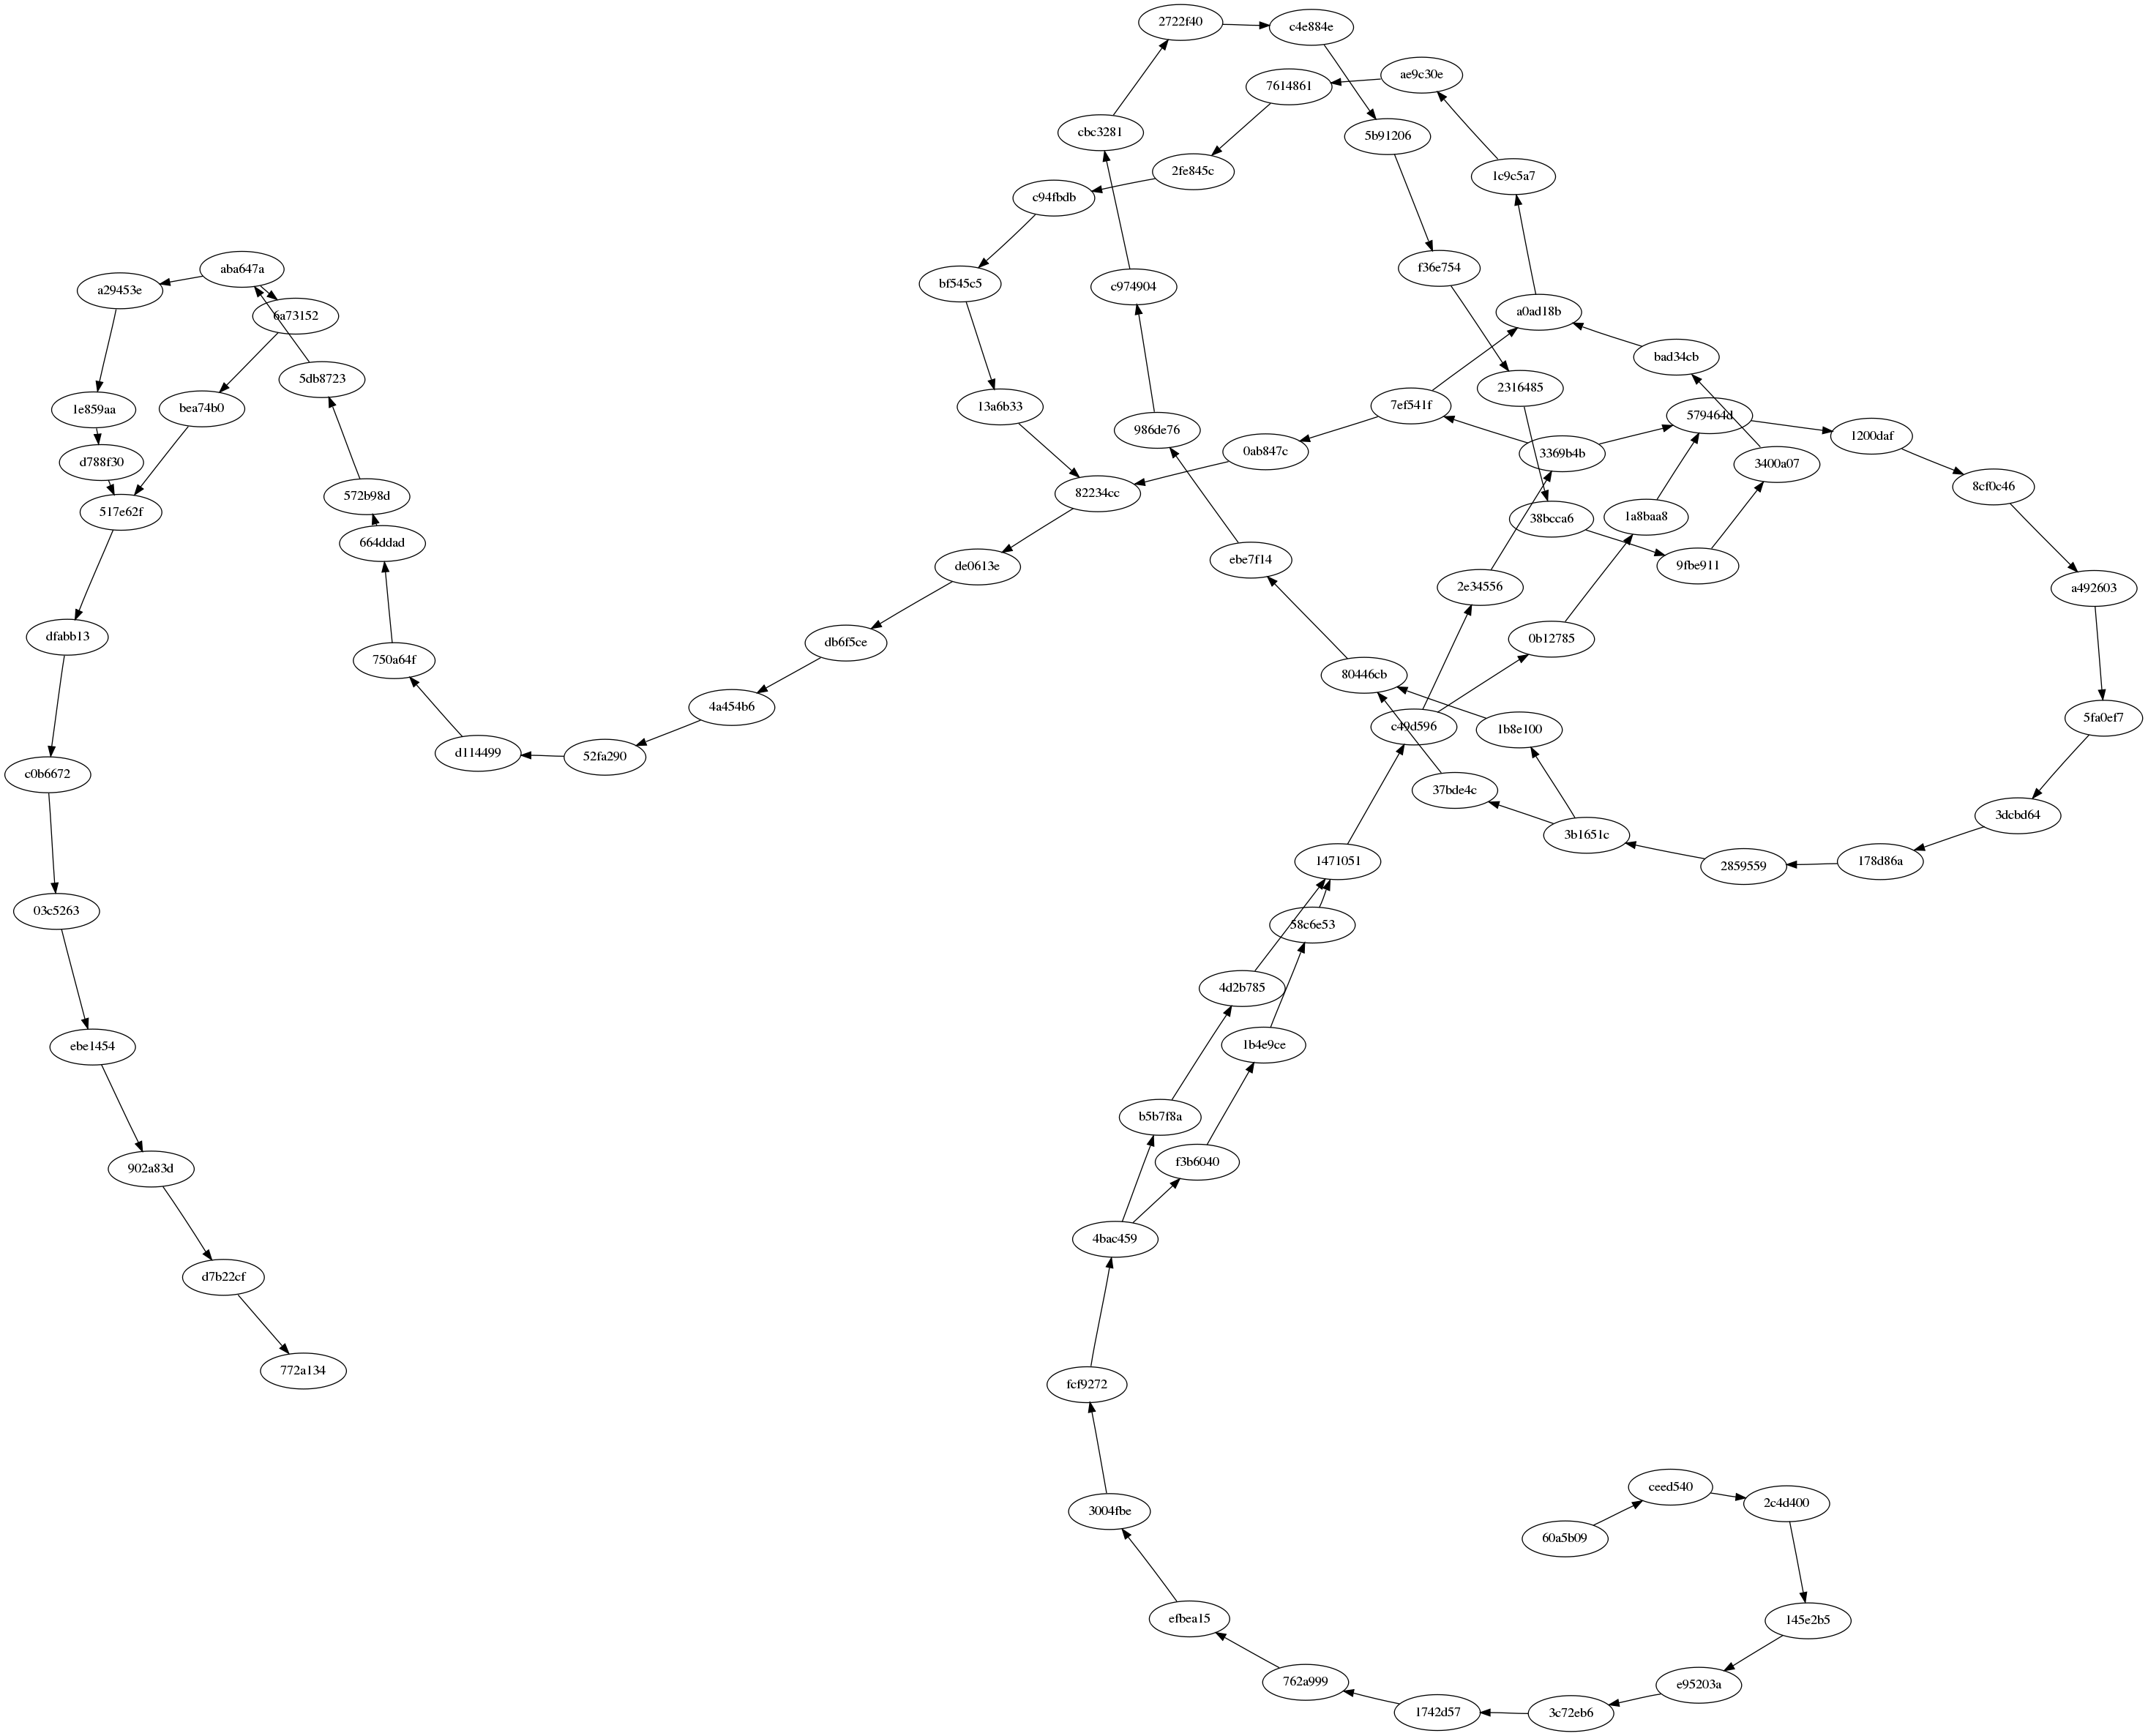 2722f40
c4e884e
ae9c30e
7614861
cbc3281
5b91206
2fe845c
1c9c5a7
c94fbdb
aba647a
f36e754
bf545c5
c974904
a29453e
a0ad18b
6a73152
bad34cb
5db8723
2316485
7ef541f
13a6b33
bea74b0
1e859aa
579464d
986de76
1200daf
0ab847c
3369b4b
d788f30
3400a07
8cf0c46
82234cc
572b98d
517e62f
1a8baa8
38bcca6
664ddad
ebe7f14
9fbe911
de0613e
2e34556
a492603
dfabb13
0b12785
db6f5ce
750a64f
80446cb
4a454b6
5fa0ef7
c49d596
1b8e100
d114499
52fa290
c0b6672
37bde4c
3dcbd64
3b1651c
1471051
178d86a
2859559
03c5263
58c6e53
4d2b785
1b4e9ce
ebe1454
b5b7f8a
f3b6040
902a83d
4bac459
d7b22cf
772a134
fcf9272
ceed540
2c4d400
3004fbe
60a5b09
efbea15
145e2b5
762a999
e95203a
1742d57
3c72eb6